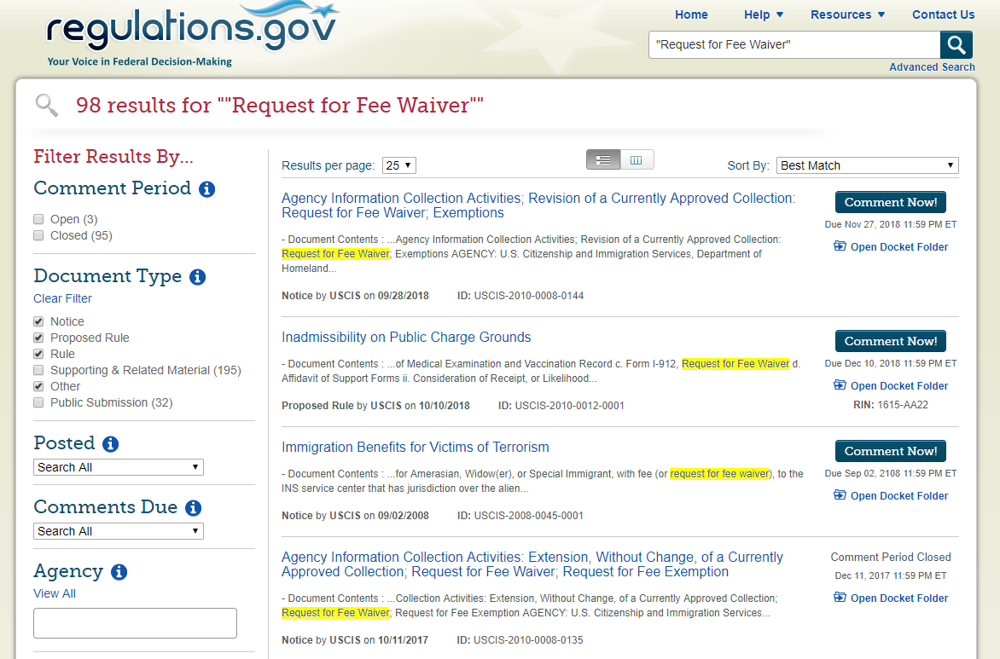 regulations.gov
Your Voice in Federal Decision-Making
Home Help ▼ Resources ▼ Contact Us
"Request for Fee Waiver"
Advanced Search
98 results for ""Request for Fee Waiver""
Filter Results By...
Comment Period
Open (3)
Closed (95)
Document Type
Clear Filter
Notice
Proposed Rule
Rule
Supporting & Related Material (195)
Other
Public Submission (32)
Posted
Search All
Comments Due
Search All
Agency
View All
Results per page: 25
Sort By: Best Match
Agency Information Collection Activities; Revision of a Currently Approved Collection:
Request for Fee Waiver; Exemptions
- Document Contents : ...Agency Information Collection Activities; Revision of a Currently Approved Collection:
Request for Fee Waiver; Exemptions AGENCY: U.S. Citizenship and Immigration Services, Department of
Homeland...
Notice by USCIS on 09/28/2018 ID: USCIS-2010-0008-0144
Comment Now!
Due Nov 27, 2018 11:59 PM ET
Open Docket Folder
Inadmissibility on Public Charge Grounds
- Document Contents : ...of Medical Examination and Vaccination Record c. Form I-912, Request for Fee Waiver d.
Affidavit of Support Forms ii. Consideration of Receipt, or Likelihood...
Proposed Rule by USCIS on 10/10/2018 ID: USCIS-2010-0012-0001
Comment Now!
Due Dec 10, 2018 11:59 PM ET
Open Docket Folder
RIN: 1615-AA22
Immigration Benefits for Victims of Terrorism
- Document Contents : ...for Amerasian, Widow(er), or Special Immigrant, with fee (or request for fee waiver), to the
INS service center that has jurisdiction over the alien...
Notice by USCIS on 09/02/2008 ID: USCIS-2008-0045-0001
Comment Now!
Due Sep 02, 2108 11:59 PM ET
Open Docket Folder
Agency Information Collection Activities: Extension, Without Change, of a Currently
Approved Collection; Request for Fee Waiver; Request for Fee Exemption
- Document Contents : ...Collection Activities: Extension, Without Change, of a Currently Approved Collection;
Request for Fee Waiver; Request for Fee Exemption AGENCY: U.S. Citizenship and Immigration Services...
Notice by USCIS on 10/11/2017 ID: USCIS-2010-0008-0135
Comment Period Closed
Dec 11, 2017 11:59 PM ET
Open Docket Folder